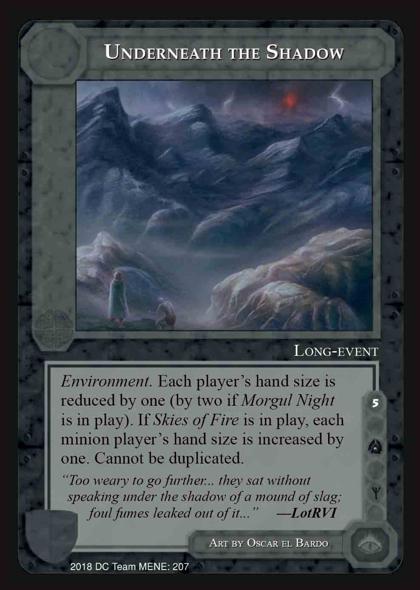 Underneath the Shadow
Long-event
Environment. Each player's hand size is
reduced by one (by two if Morgul Night
is in play). If Skies of Fire is in play, each
minion player's hand size is increased by
one. Cannot be duplicated.
5
"Too weary to go further... they sat without
speaking under the shadow of a mound of slag;
foul fumes leaked out of it..." —LotRVI
Art by Oscar el Bardo
2018 DC Team MENE: 207